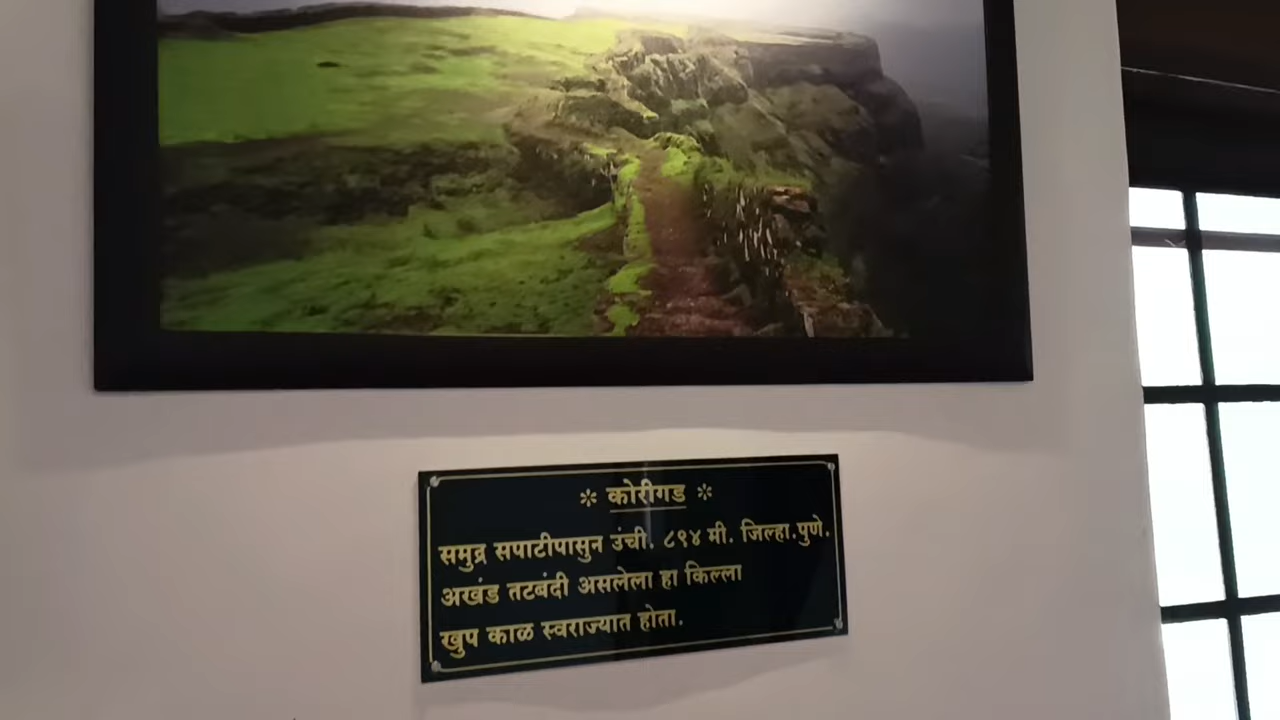 * कोरीगड *
समुद्र सपाटीपासुन उंची. ८९४ मी. जिल्हा.पुणे.
अखंड तटबंदी असलेला हा किल्ला
खुप काळ स्वराज्यात होता.